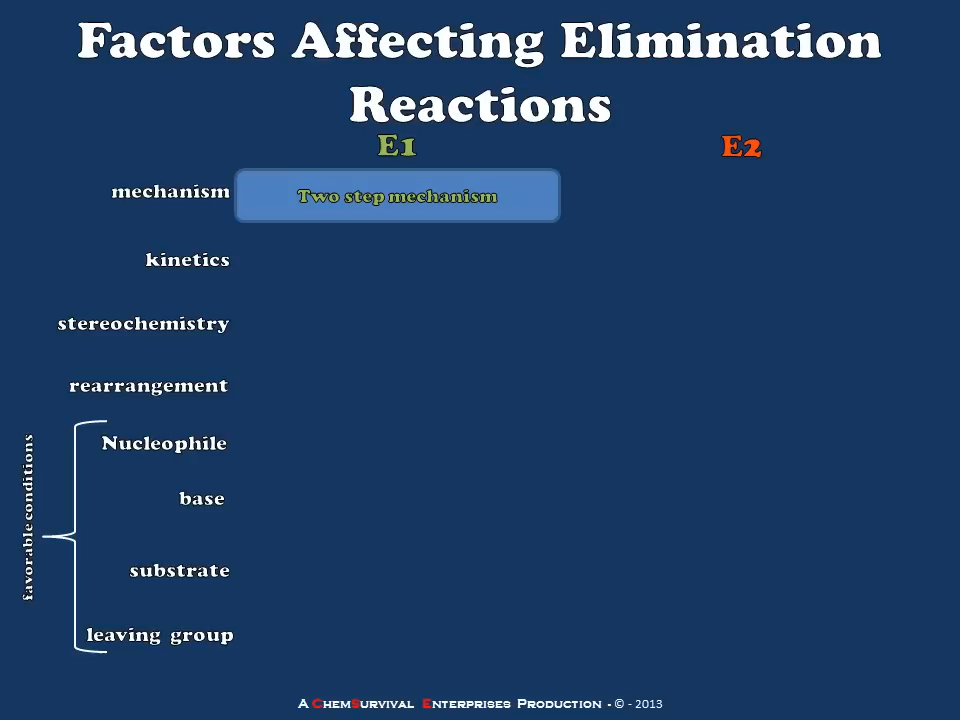 Factors Affecting Elimination
Reactions
E1 E2
mechanism Two step mechanism
kinetics
stereochemistry
rearrangement
favorable conditions
Nucleophile
base
substrate
leaving group
A ChemSurvival Enterprises Production - © - 2013